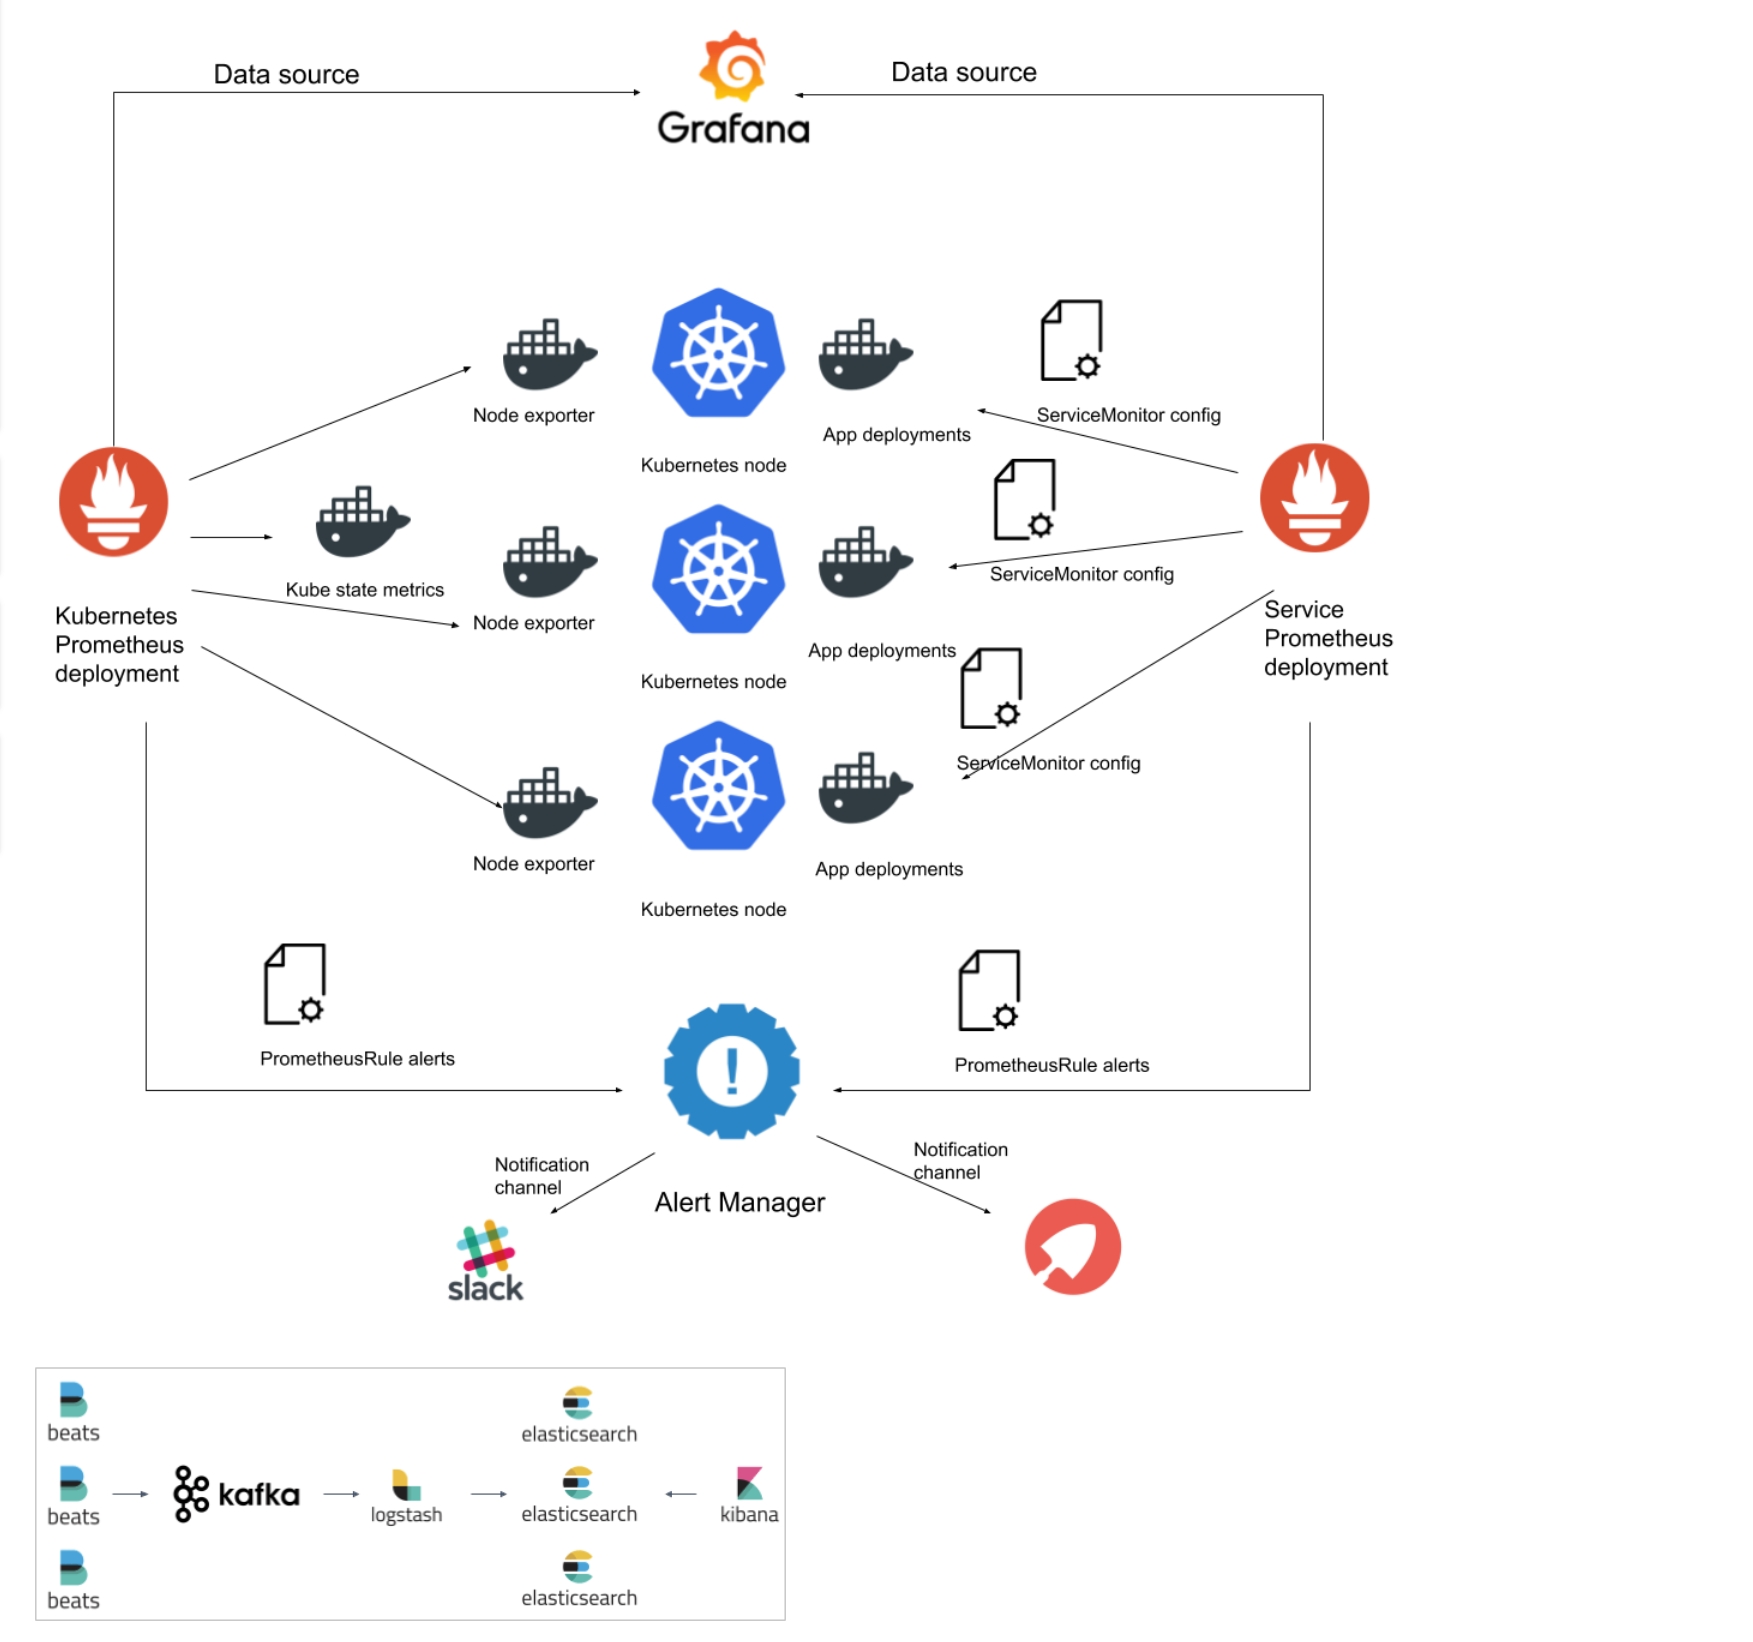 Data source
Data source
Grafana
Node exporter
App deployments
ServiceMonitor config
Kubernetes node
Kube state metrics
Node exporter
App deployments
ServiceMonitor config
Kubernetes node
Kubernetes
Prometheus
deployment
Service
Prometheus
deployment
ServiceMonitor config
Node exporter
App deployments
Kubernetes node
PrometheusRule alerts
PrometheusRule alerts
Notification
channel
Notification
channel
Alert Manager
slack
beats
elasticsearch
beats
kafka
logstash
elasticsearch
kibana
beats
elasticsearch